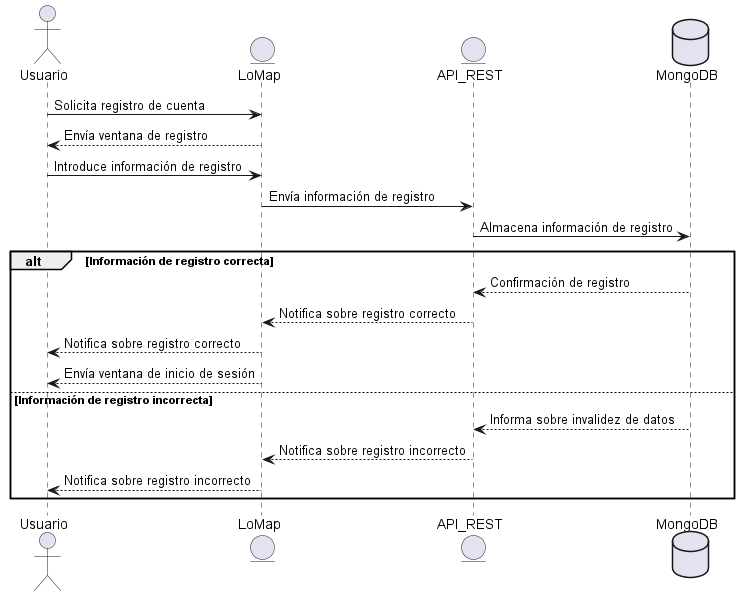 Usuario
LoMap
API_REST
MongoDB
Solicita registro de cuenta
Envía ventana de registro
Introduce información de registro
Envía información de registro
Almacena información de registro
alt
[Información de registro correcta]
Confirmación de registro
Notifica sobre registro correcto
Notifica sobre registro correcto
Envía ventana de inicio de sesión
[Información de registro incorrecta]
Informa sobre invalidez de datos
Notifica sobre registro incorrecto
Notifica sobre registro incorrecto
Usuario
LoMap
API_REST
MongoDB